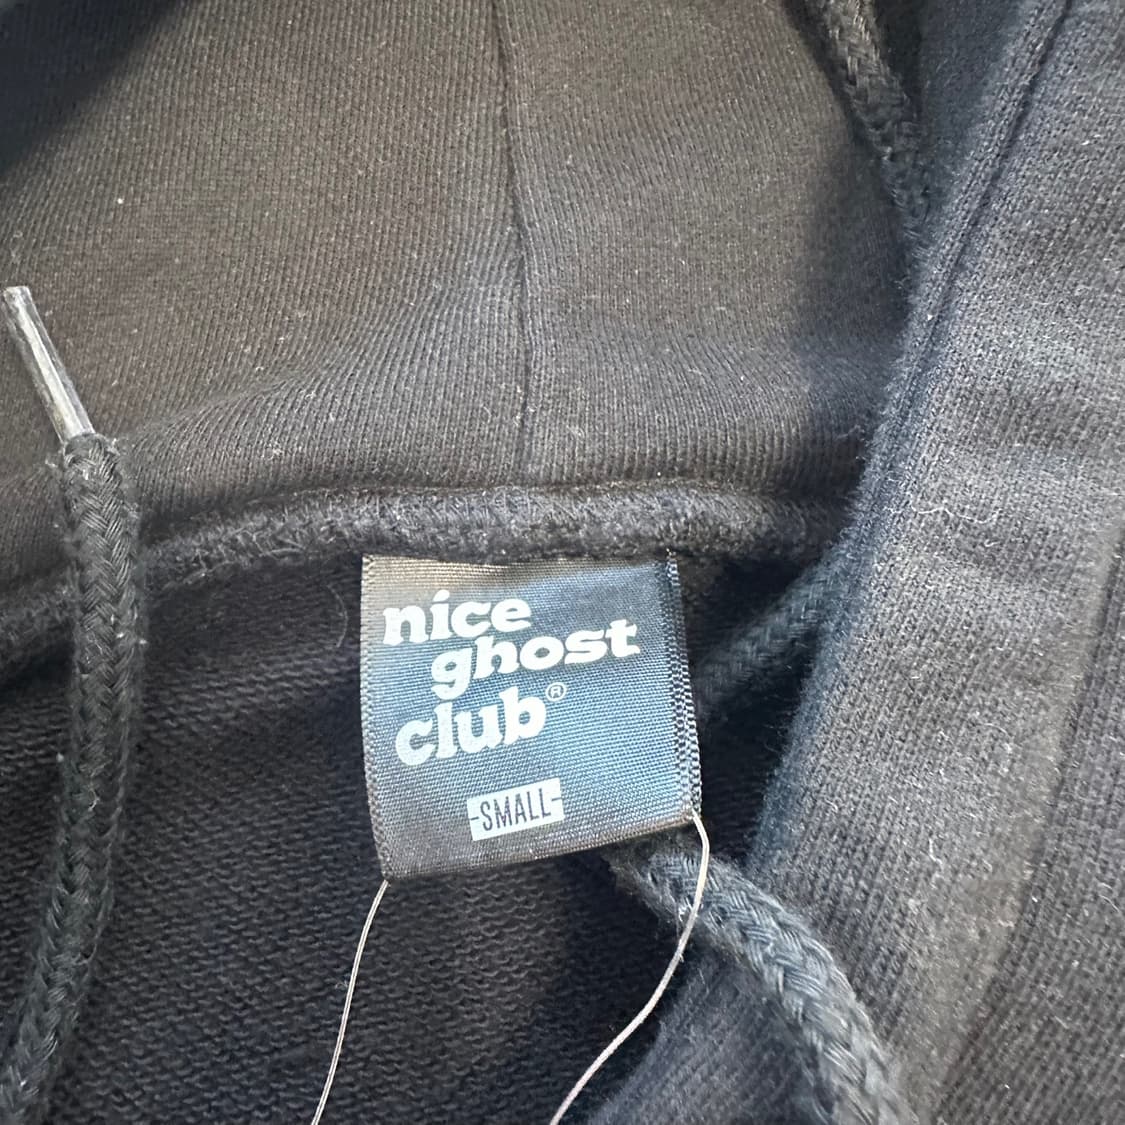 nice
ghost
club®
-SMALL-